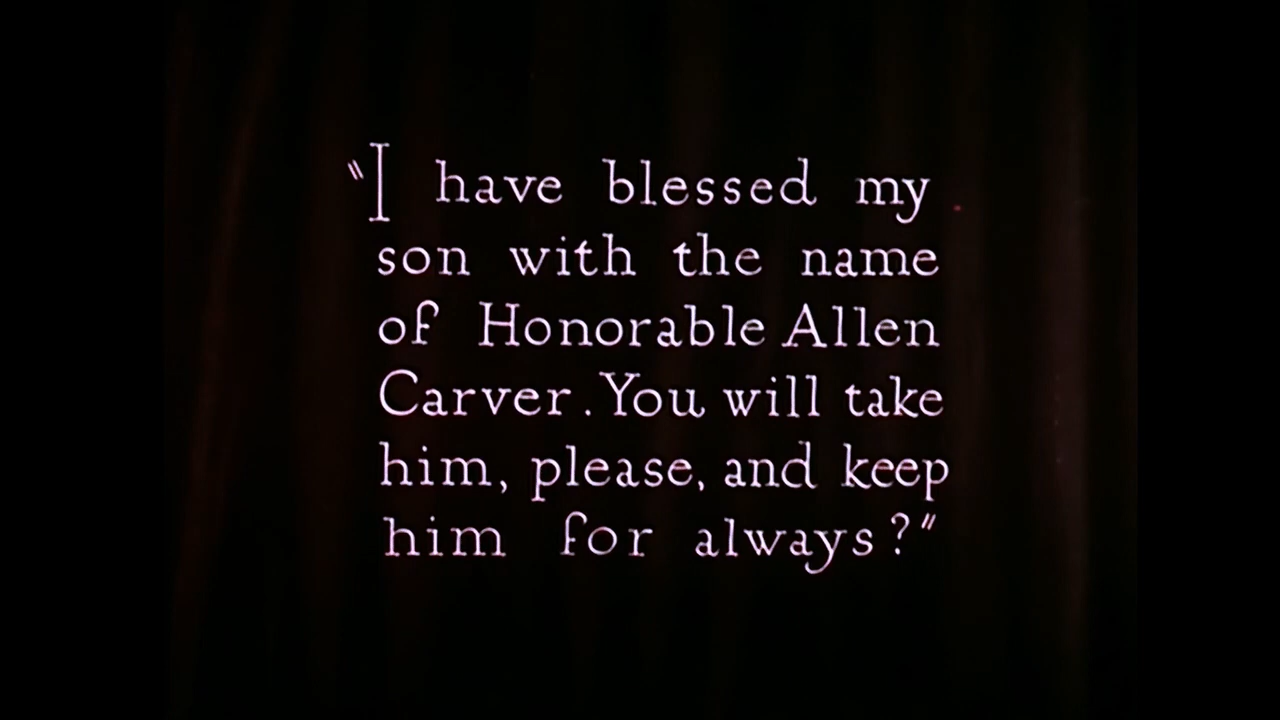 "I have blessed my
son with the name
of Honorable Allen
Carver. You will take
him, please, and keep
him for always?"